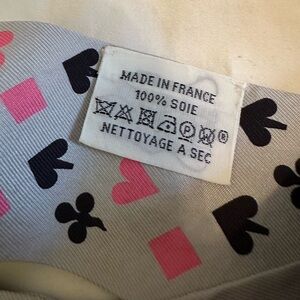 MADE IN FRANCE
100% SOIE
P ®
NETTOYAGE A SEC